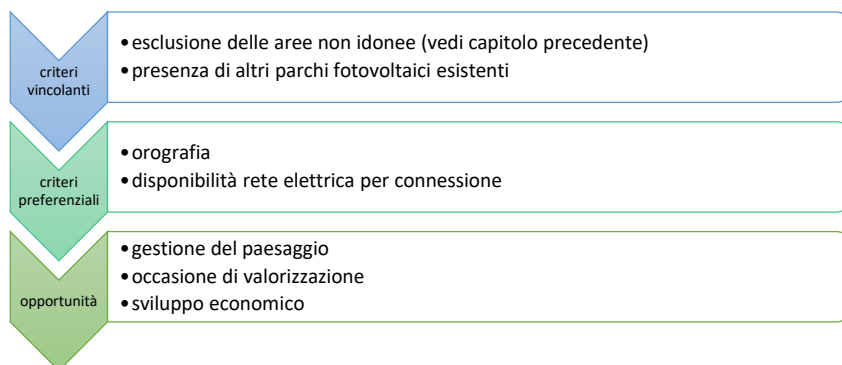 criteri
vincolanti
•esclusione delle aree non idonee (vedi capitolo precedente)
•presenza di altri parchi fotovoltaici esistenti
criteri
preferenziali
•orografia
•disponibilità rete elettrica per connessione
opportunità
•gestione del paesaggio
•occasione di valorizzazione
•sviluppo economico